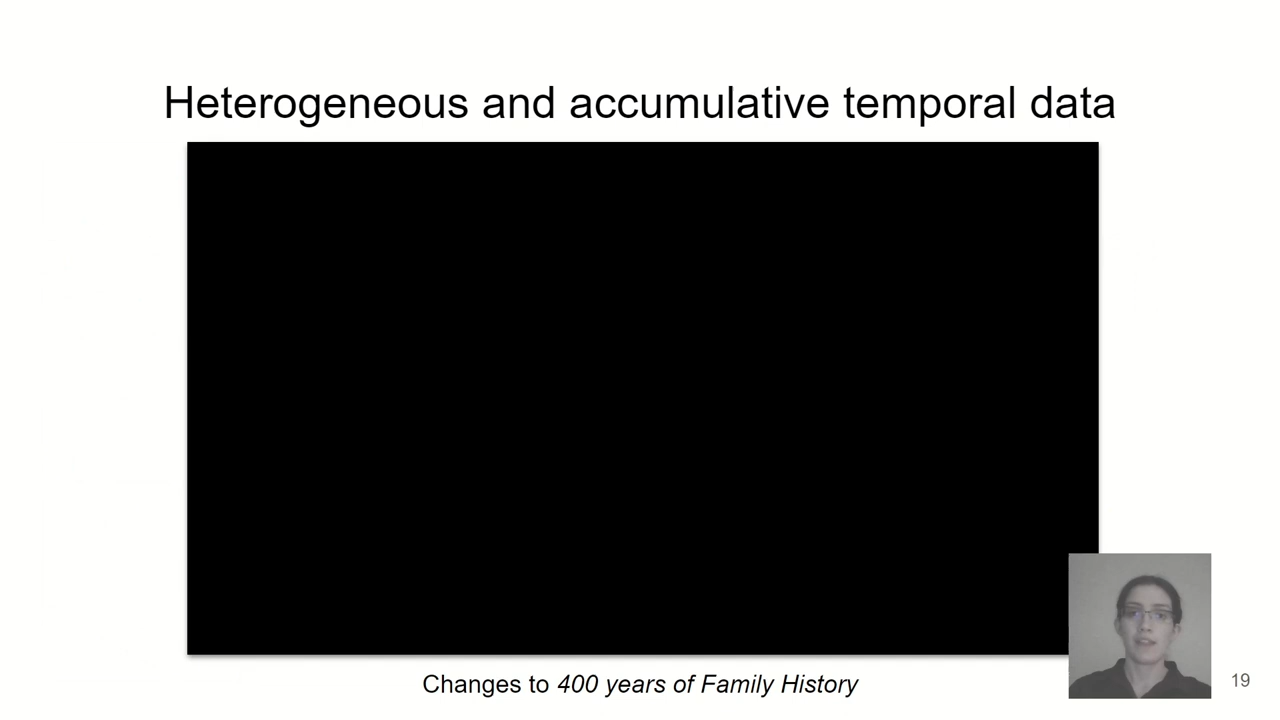 Heterogeneous and accumulative temporal data
Changes to 400 years of Family History
19